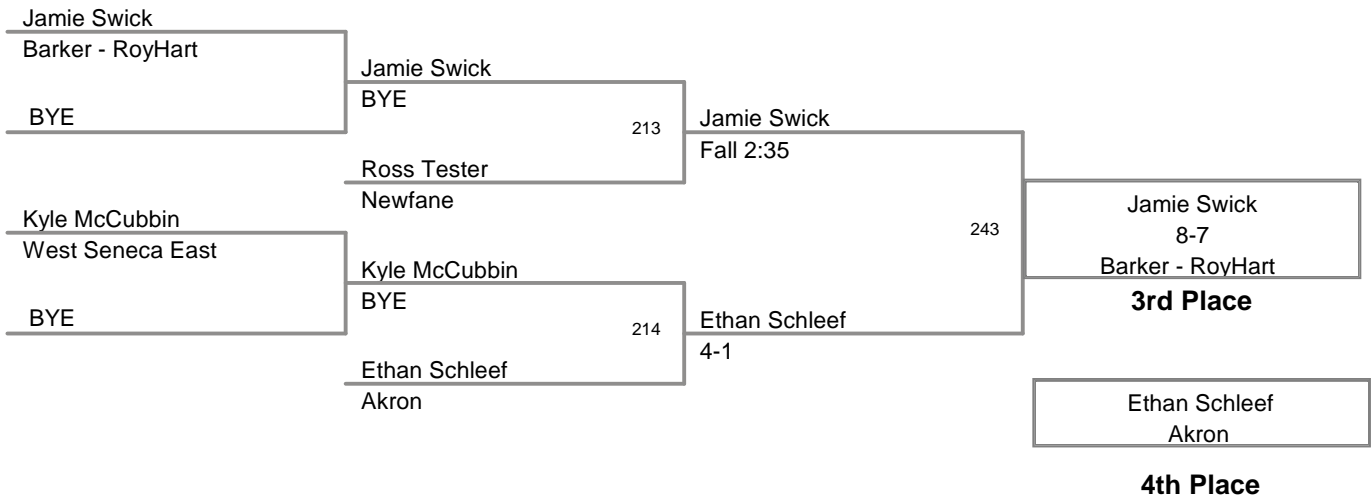 Jamie Swick
Barker - RoyHart
BYE
Kyle McCubbin
West Seneca East
BYE
Jamie Swick
BYE
213
Ross Tester
Newfane
Kyle McCubbin
BYE
214
Ethan Schleef
Akron
Jamie Swick
Fall 2:35
243
Ethan Schleef
4-1
Jamie Swick
8-7
Barker - RoyHart
3rd Place
Ethan Schleef
Akron
4th Place